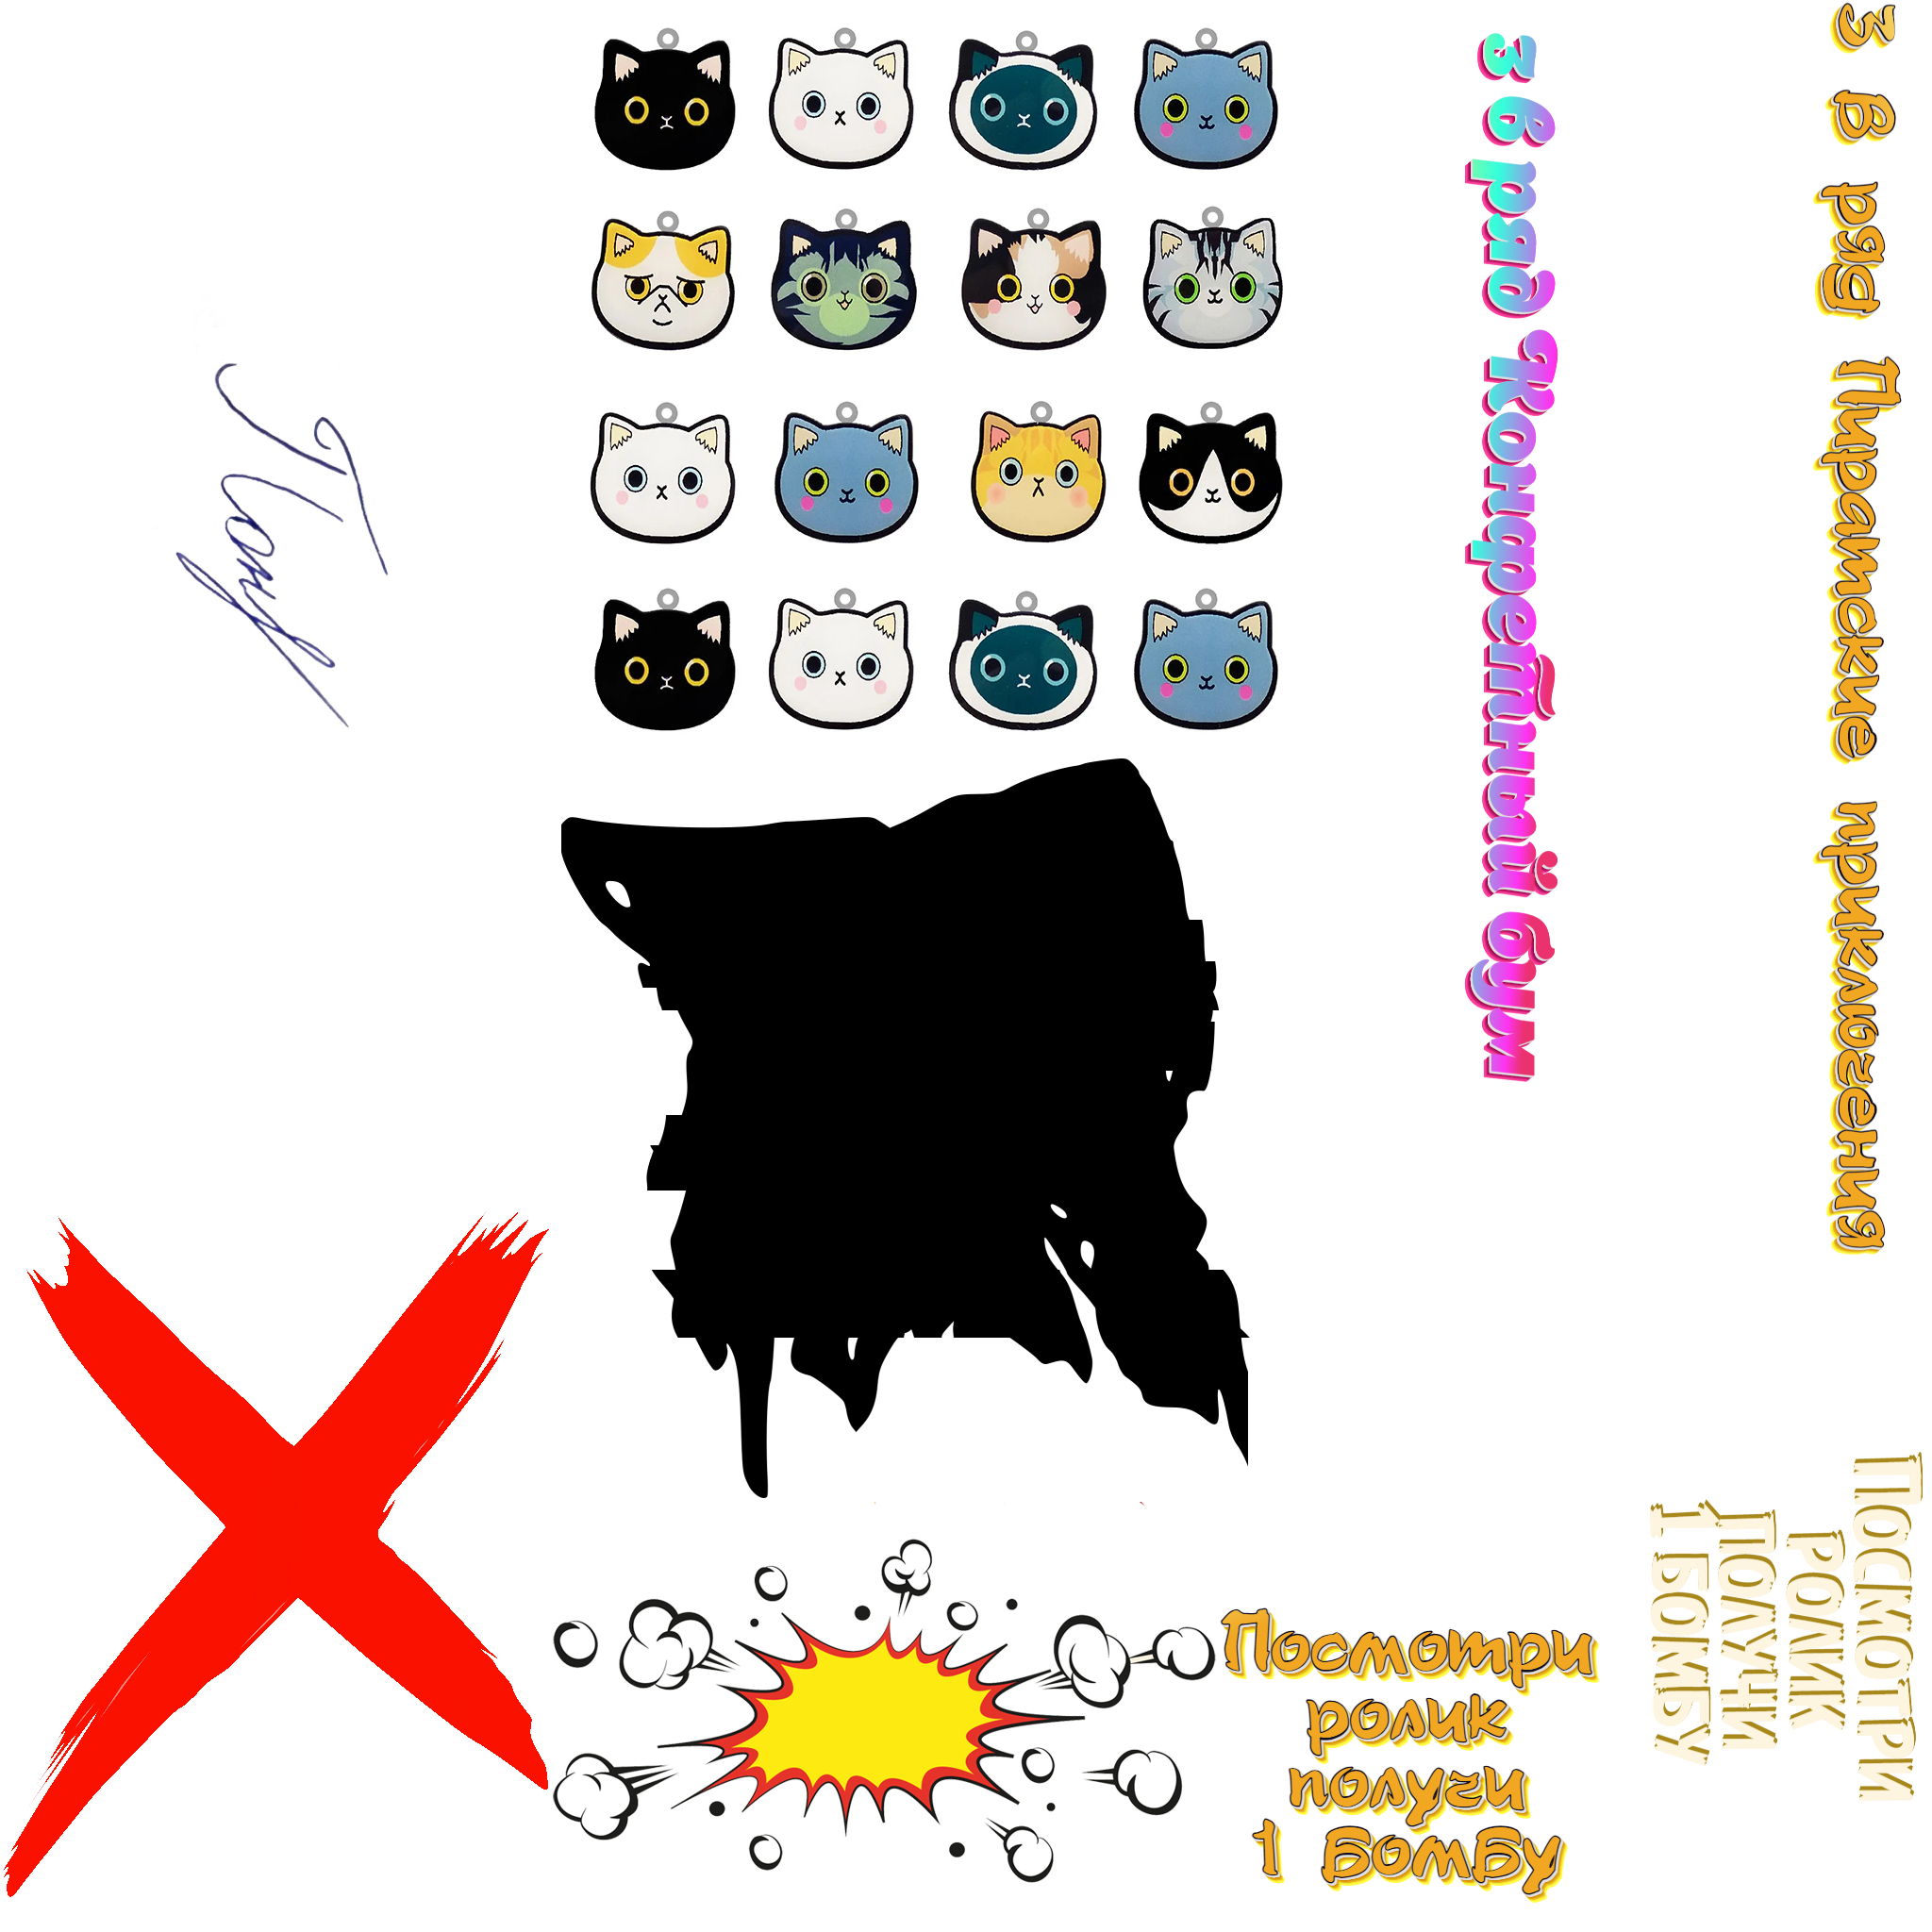 3 в ряд Конфетный бум
3 в ряд Пиратские приключения
Посмотри
ролик
получи
1 бомбу
ПОСМОТРИ
РОЛИК
ПОЛУЧИ
1 БОМБУ